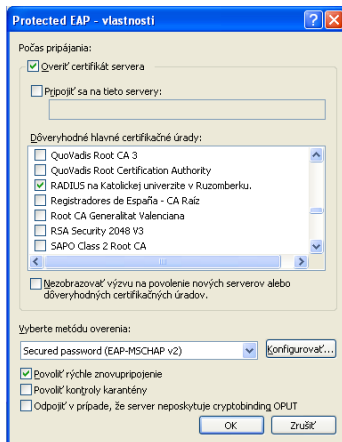 Protected EAP - vlastnosti
Počas pripájania:
Overiť certifikát servera
Pripojiť sa na tieto servery:
Dôveryhodné hlavné certifikačné úrady:
QuoVadis Root CA 3
QuoVadis Root Certification Authority
RADIUS na Katolickej univerzite v Ruzomberku.
Registradores de España - CA Raíz
Root CA Generalitat Valenciana
RSA Security 2048 V3
SAPO Class 2 Root CA
Nezobrazovať výzvu na povolenie nových serverov alebo
dôveryhodných certifikačných úradov.
Vyberte metódu overenia:
Secured password (EAP-MSCHAP v2)
Konfigurovať...
Povoliť rýchle znovupripojenie
Povoliť kontroly karantény
Odpojiť v prípade, že server neposkytuje cryptobinding OPUT
OK
Zrušiť